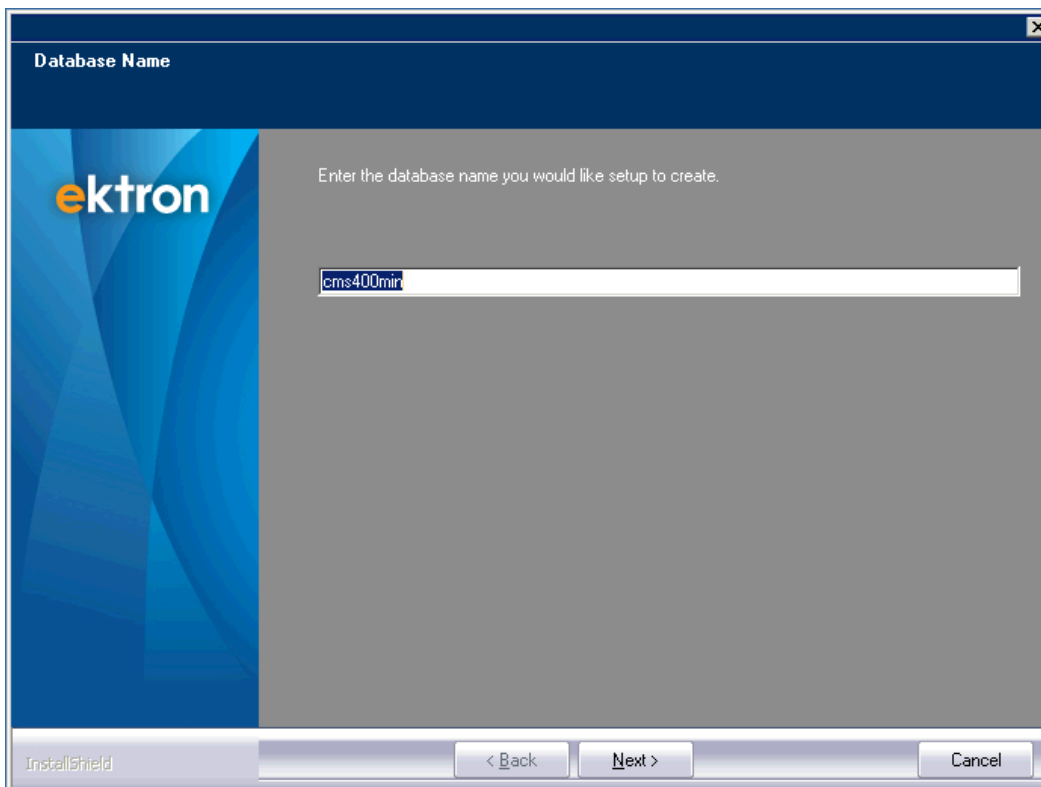 Database Name
ektron
Enter the database name you would like setup to create.
cms400min
InstallShield
< Back
Next >
Cancel